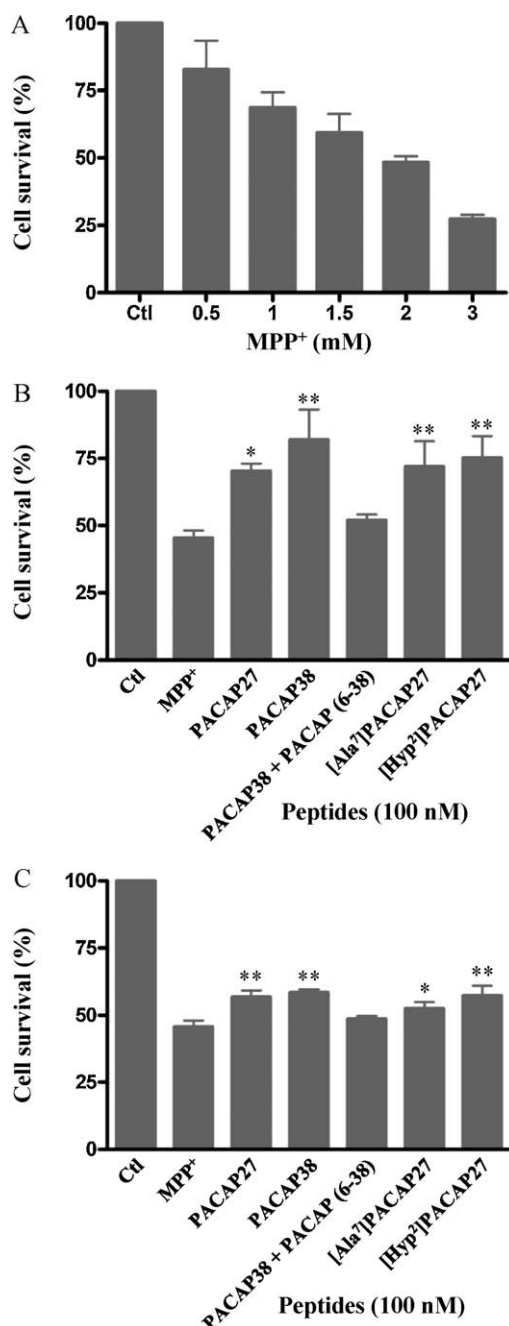 A
Cell survival (%)
100
75
50
25
0
Ctl 0.5 1 1.5 2 3
MPP⁺ (mM)
B
Cell survival (%)
100
75
50
25
0
* ** ** **
Ctl
MPP⁺
PACAP27
PACAP38
PACAP38 + PACAP (6-38)
[Ala⁷]PACAP27
[Hyp²]PACAP27
Peptides (100 nM)
C
Cell survival (%)
100
75
50
25
0
** ** * **
Ctl
MPP⁺
PACAP27
PACAP38
PACAP38 + PACAP (6-38)
[Ala⁷]PACAP27
[Hyp²]PACAP27
Peptides (100 nM)